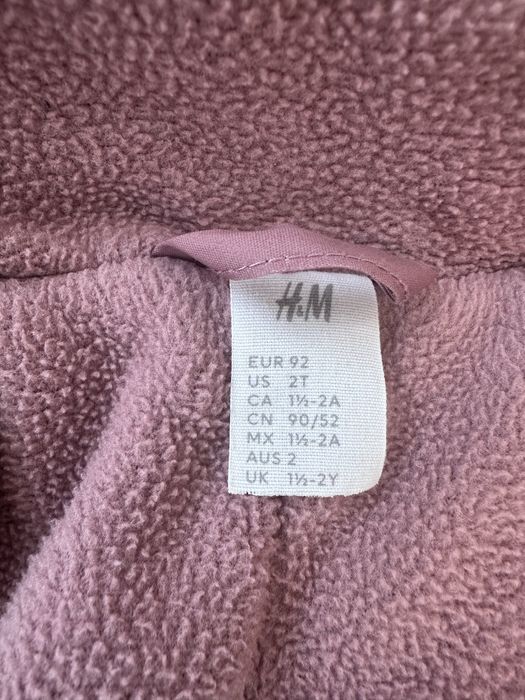 H&M
EUR 92
US 2T
CA 1½-2A
CN 90/52
MX 1½-2A
AUS 2
UK 1½-2Y